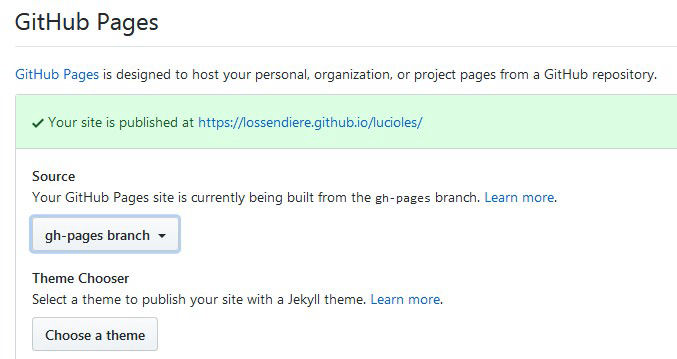 GitHub Pages
GitHub Pages is designed to host your personal, organization, or project pages from a GitHub repository.
✔ Your site is published at https://lossendiere.github.io/lucioles/
Source
Your GitHub Pages site is currently being built from the gh-pages branch. Learn more.
gh-pages branch
Theme Chooser
Select a theme to publish your site with a Jekyll theme. Learn more.
Choose a theme